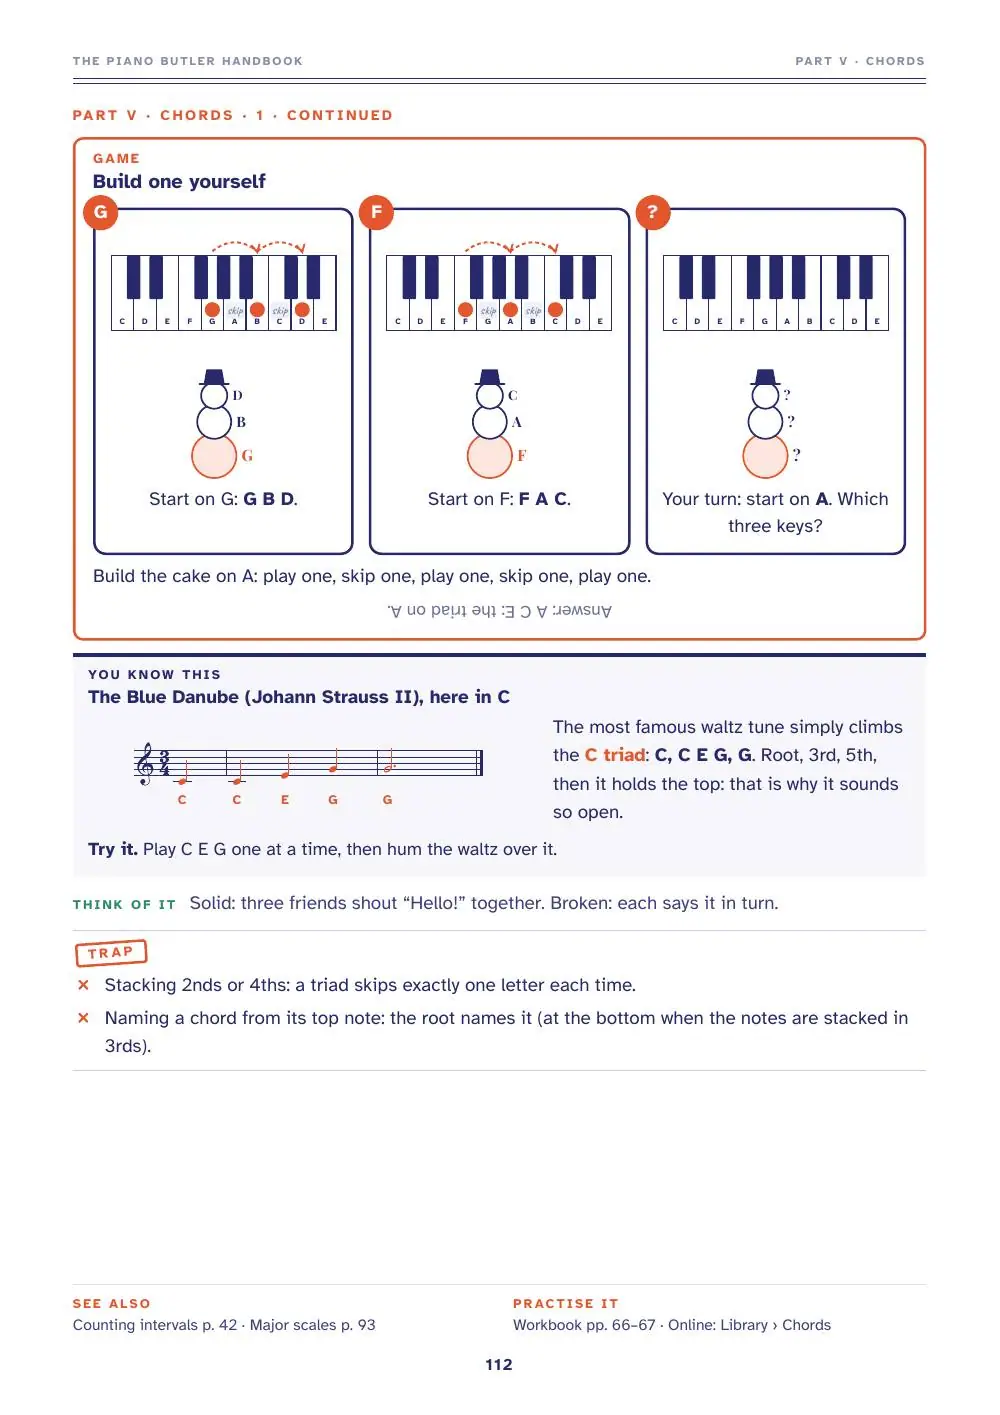 THE PIANO BUTLER HANDBOOK
PART V · CHORDS
PART V · CHORDS · 1 · CONTINUED
GAME
Build one yourself
G
C D E F G A B C D E
skip skip
D
B
G
Start on G: G B D.
F
C D E F G A B C D E
skip skip
C
A
F
Start on F: F A C.
?
C D E F G A B C D E
?
?
?
Your turn: start on A. Which
three keys?
Build the cake on A: play one, skip one, play one, skip one, play one.
Answer: A C E: the triad on A.
YOU KNOW THIS
The Blue Danube (Johann Strauss II), here in C
3
4
C C E G G
The most famous waltz tune simply climbs
the C triad: C, C E G, G. Root, 3rd, 5th,
then it holds the top: that is why it sounds
so open.
Try it. Play C E G one at a time, then hum the waltz over it.
THINK OF IT Solid: three friends shout “Hello!” together. Broken: each says it in turn.
TRAP
× Stacking 2nds or 4ths: a triad skips exactly one letter each time.
× Naming a chord from its top note: the root names it (at the bottom when the notes are stacked in
3rds).
SEE ALSO
Counting intervals p. 42 · Major scales p. 93
PRACTISE IT
Workbook pp. 66–67 · Online: Library › Chords
112